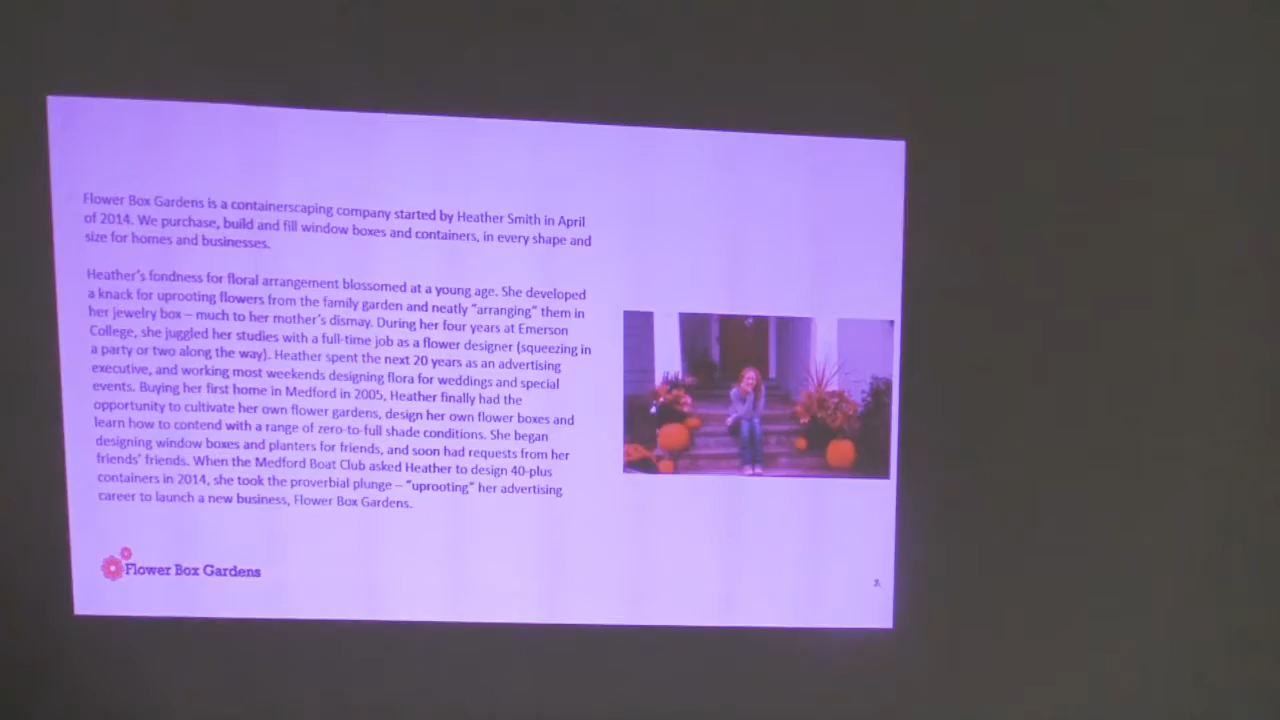 Flower Box Gardens is a containerscaping company started by Heather Smith in April
of 2014. We purchase, build and fill window boxes and containers, in every shape and
size for homes and businesses.
Heather's fondness for floral arrangement blossomed at a young age. She developed
a knack for uprooting flowers from the family garden and neatly "arranging" them in
her jewelry box – much to her mother's dismay. During her four years at Emerson
College, she juggled her studies with a full-time job as a flower designer (squeezing in
a party or two along the way). Heather spent the next 20 years as an advertising
executive, and working most weekends designing flora for weddings and special
events. Buying her first home in Medford in 2005, Heather finally had the
opportunity to cultivate her own flower gardens, design her own flower boxes and
learn how to contend with a range of zero-to-full shade conditions. She began
designing window boxes and planters for friends, and soon had requests from her
friends' friends. When the Medford Boat Club asked Heather to design 40-plus
containers in 2014, she took the proverbial plunge – "uprooting" her advertising
career to launch a new business, Flower Box Gardens.
Flower Box Gardens